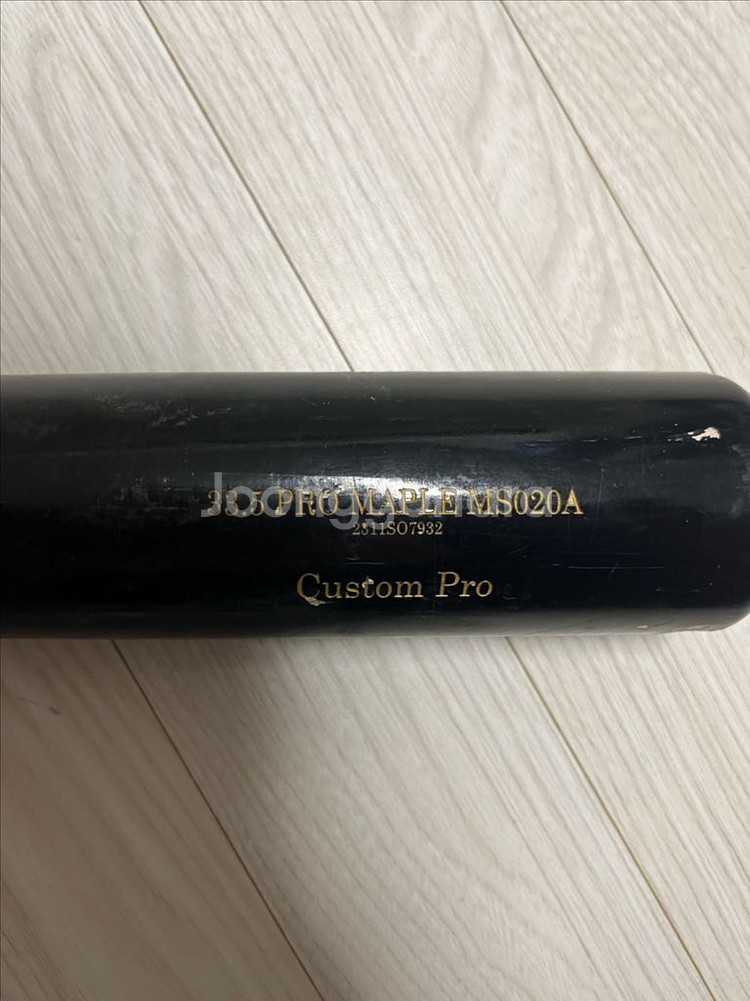 33.5 PRO MAPLE MS020A
2311SO7932
Custom Pro